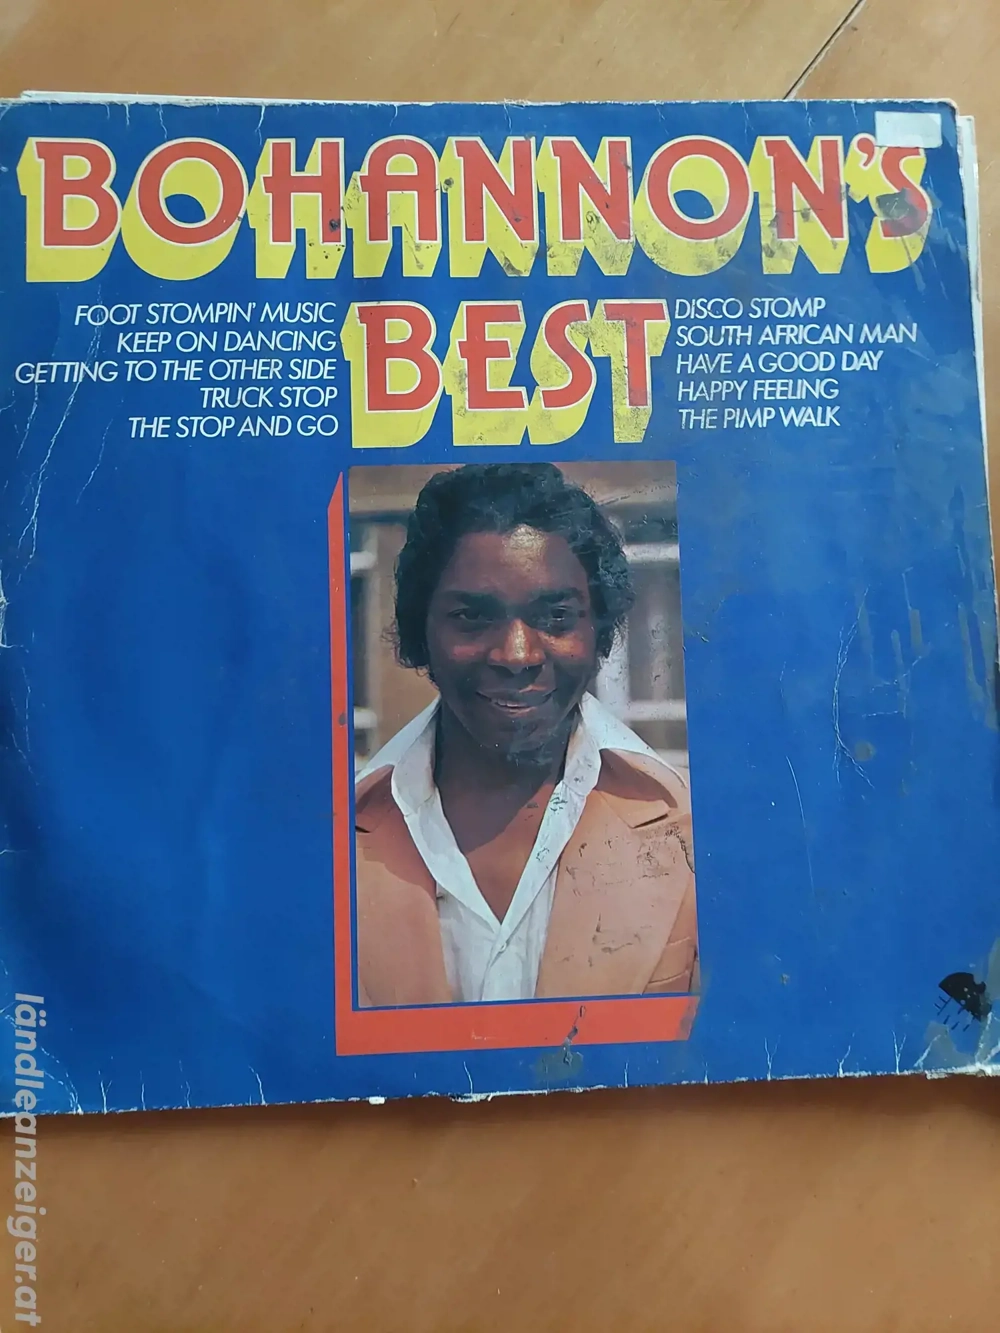 BOHANNON'S
BEST
FOOT STOMPIN' MUSIC
KEEP ON DANCING
GETTING TO THE OTHER SIDE
TRUCK STOP
THE STOP AND GO
DISCO STOMP
SOUTH AFRICAN MAN
HAVE A GOOD DAY
HAPPY FEELING
THE PIMP WALK
ländleanzeiger.at